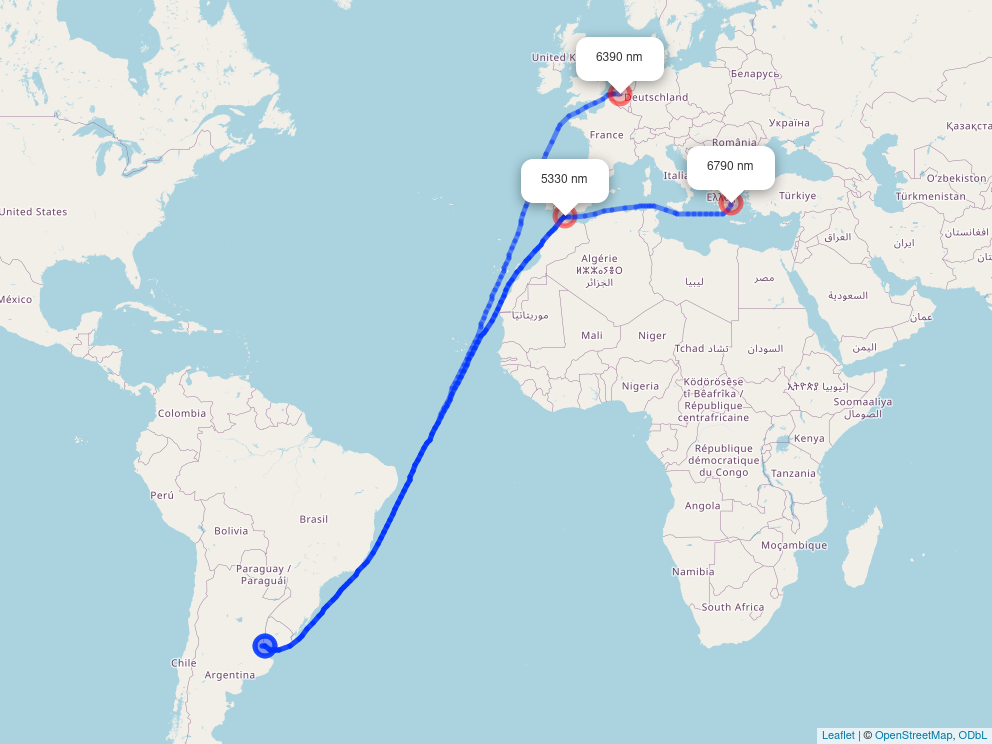 6390 nm
United K
Беларусь
Deutschland
Қазақста
Україна
France
România
5330 nm
6790 nm
Itali
Ελλ
Türkiye
O'zbekiston
Türkmenistan
United States
العراق
ایران
افغانستان
Algérie
ⵍⵣⵣⴰⵢⴻⵔ
الجزائر
ليبيا
مصر
السعودية
عمان
México
موريتانيا
Mali
Niger
Tchad تشاد
السودان
اليمن
Colombia
Nigeria
Ködörösêse
tî Bêafrîka /
République
centrafricaine
ኢትዮጵያ إثيوبيا
Soomaaliya
الصومال
Kenya
République
démocratique
du Congo
Tanzania
Perú
Brasil
Angola
Bolivia
Moçambique
Paraguay /
Paraguái
Namibia
South Africa
Chile
Argentina
Leaflet | © OpenStreetMap, ODbL